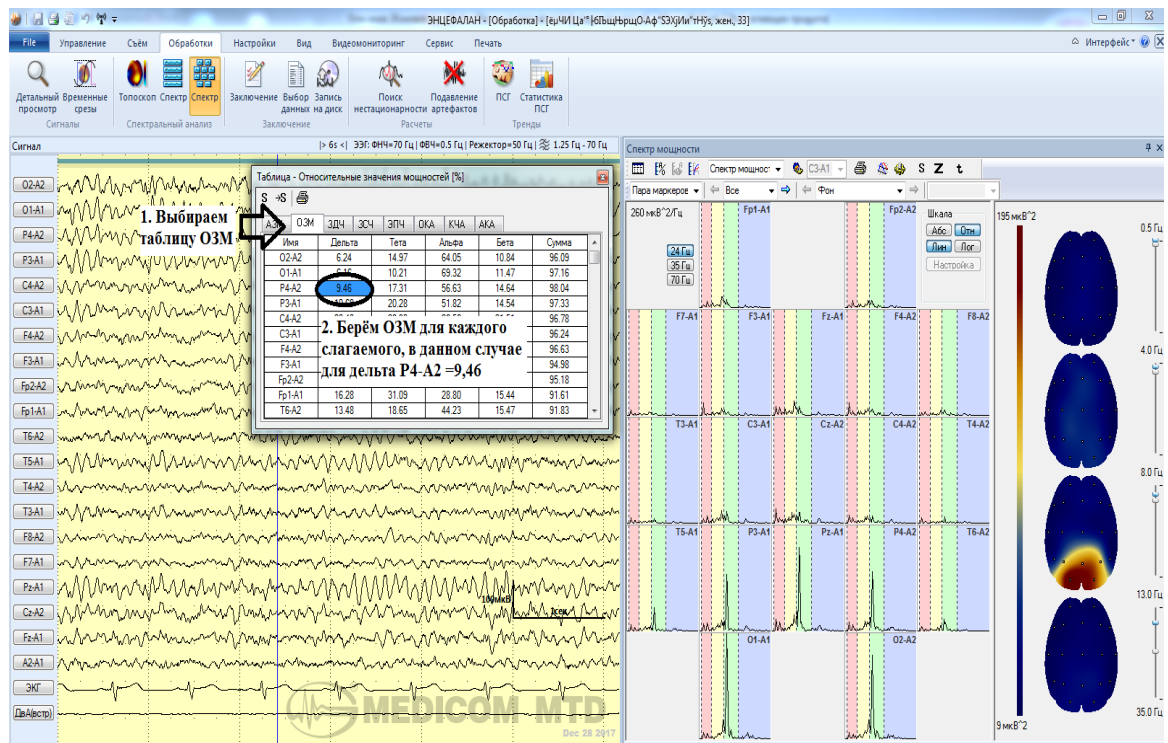 ЭНЦЕФАЛАН - [Обработка] - жен., 33]
File Управление Съём Обработки Настройки Вид Видеомониторинг Сервис Печать Интерфейс
Детальный просмотр Временные срезы Топоскоп Спектр Спектр Заключение Выбор данных Запись на диск Поиск нестационарности Подавление артефактов ПСГ Статистика ПСГ
Сигналы Спектральный анализ Заключение Расчеты Тренды
Сигнал |> 6s <| ЭЭГ: ФНЧ=70 Гц | ФВЧ=0.5 Гц | Режектор=50 Гц | 1.25 Гц - 70 Гц
O2-A2
O1-A1
P4-A2
P3-A1
C4-A2
C3-A1
F4-A2
F3-A1
Fp2-A2
Fp1-A1
T6-A2
T5-A1
T4-A2
T3-A1
F8-A2
F7-A1
Pz-A1
Cz-A2
Fz-A1
A2-A1
ЭКГ
ДвА(встр)
1. Выбираем
таблицу ОЗМ
Таблица - Относительные значения мощностей [%]
S →S
ОЗМ ЗДЧ ЗСЧ ЗПЧ ОКА КЧА АКА
Имя Дельта Тета Альфа Бета Сумма
O2-A2 6.24 14.97 64.05 10.84 96.09
O1-A1 10.21 69.32 11.47 97.16
P4-A2 9.46 17.31 56.63 14.64 98.04
P3-A1 20.28 51.82 14.54 97.33
C4-A2 96.78
C3-A1 96.24
F4-A2 96.63
F3-A1 94.98
Fp2-A2 95.18
Fp1-A1 16.28 31.09 28.80 15.44 91.61
T6-A2 13.48 18.65 44.23 15.47 91.83
2. Берём ОЗМ для каждого
слагаемого, в данном случае
для дельта P4-A2 =9,46
100мкВ
1сек
MEDICOM MTD
Dec 28 2017
Спектр мощности
Спектр мощнос C3-A1 S Z t
Пара маркеров Все Фон
260 мкВ^2/Гц Fp1-A1 Fp2-A2
24 Гц
35 Гц
70 Гц
Шкала
Абс Отн
Лин Лог
Настройка
F7-A1 F3-A1 Fz-A1 F4-A2 F8-A2
T3-A1 C3-A1 Cz-A2 C4-A2 T4-A2
T5-A1 P3-A1 Pz-A1 P4-A2 T6-A2
O1-A1 O2-A2
195 мкВ^2
9 мкВ^2
0.5 Гц
4.0 Гц
8.0 Гц
13.0 Гц
35.0 Гц